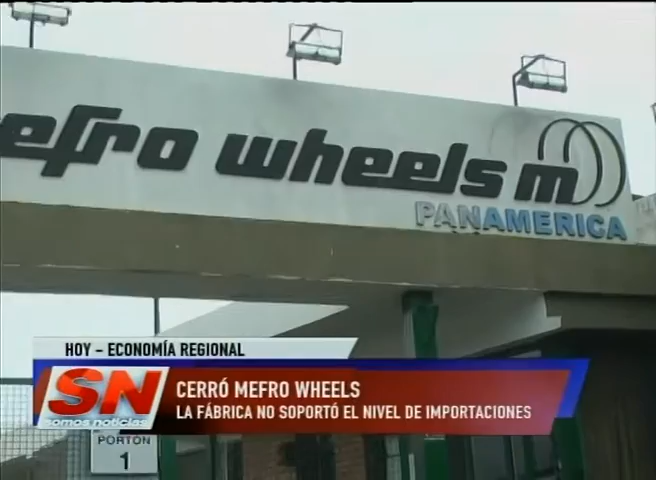 efro wheels m
PANAMERICA
HOY - ECONOMÍA REGIONAL
SN
somos noticias
CERRÓ MEFRO WHEELS
LA FÁBRICA NO SOPORTÓ EL NIVEL DE IMPORTACIONES
PORTÓN
1